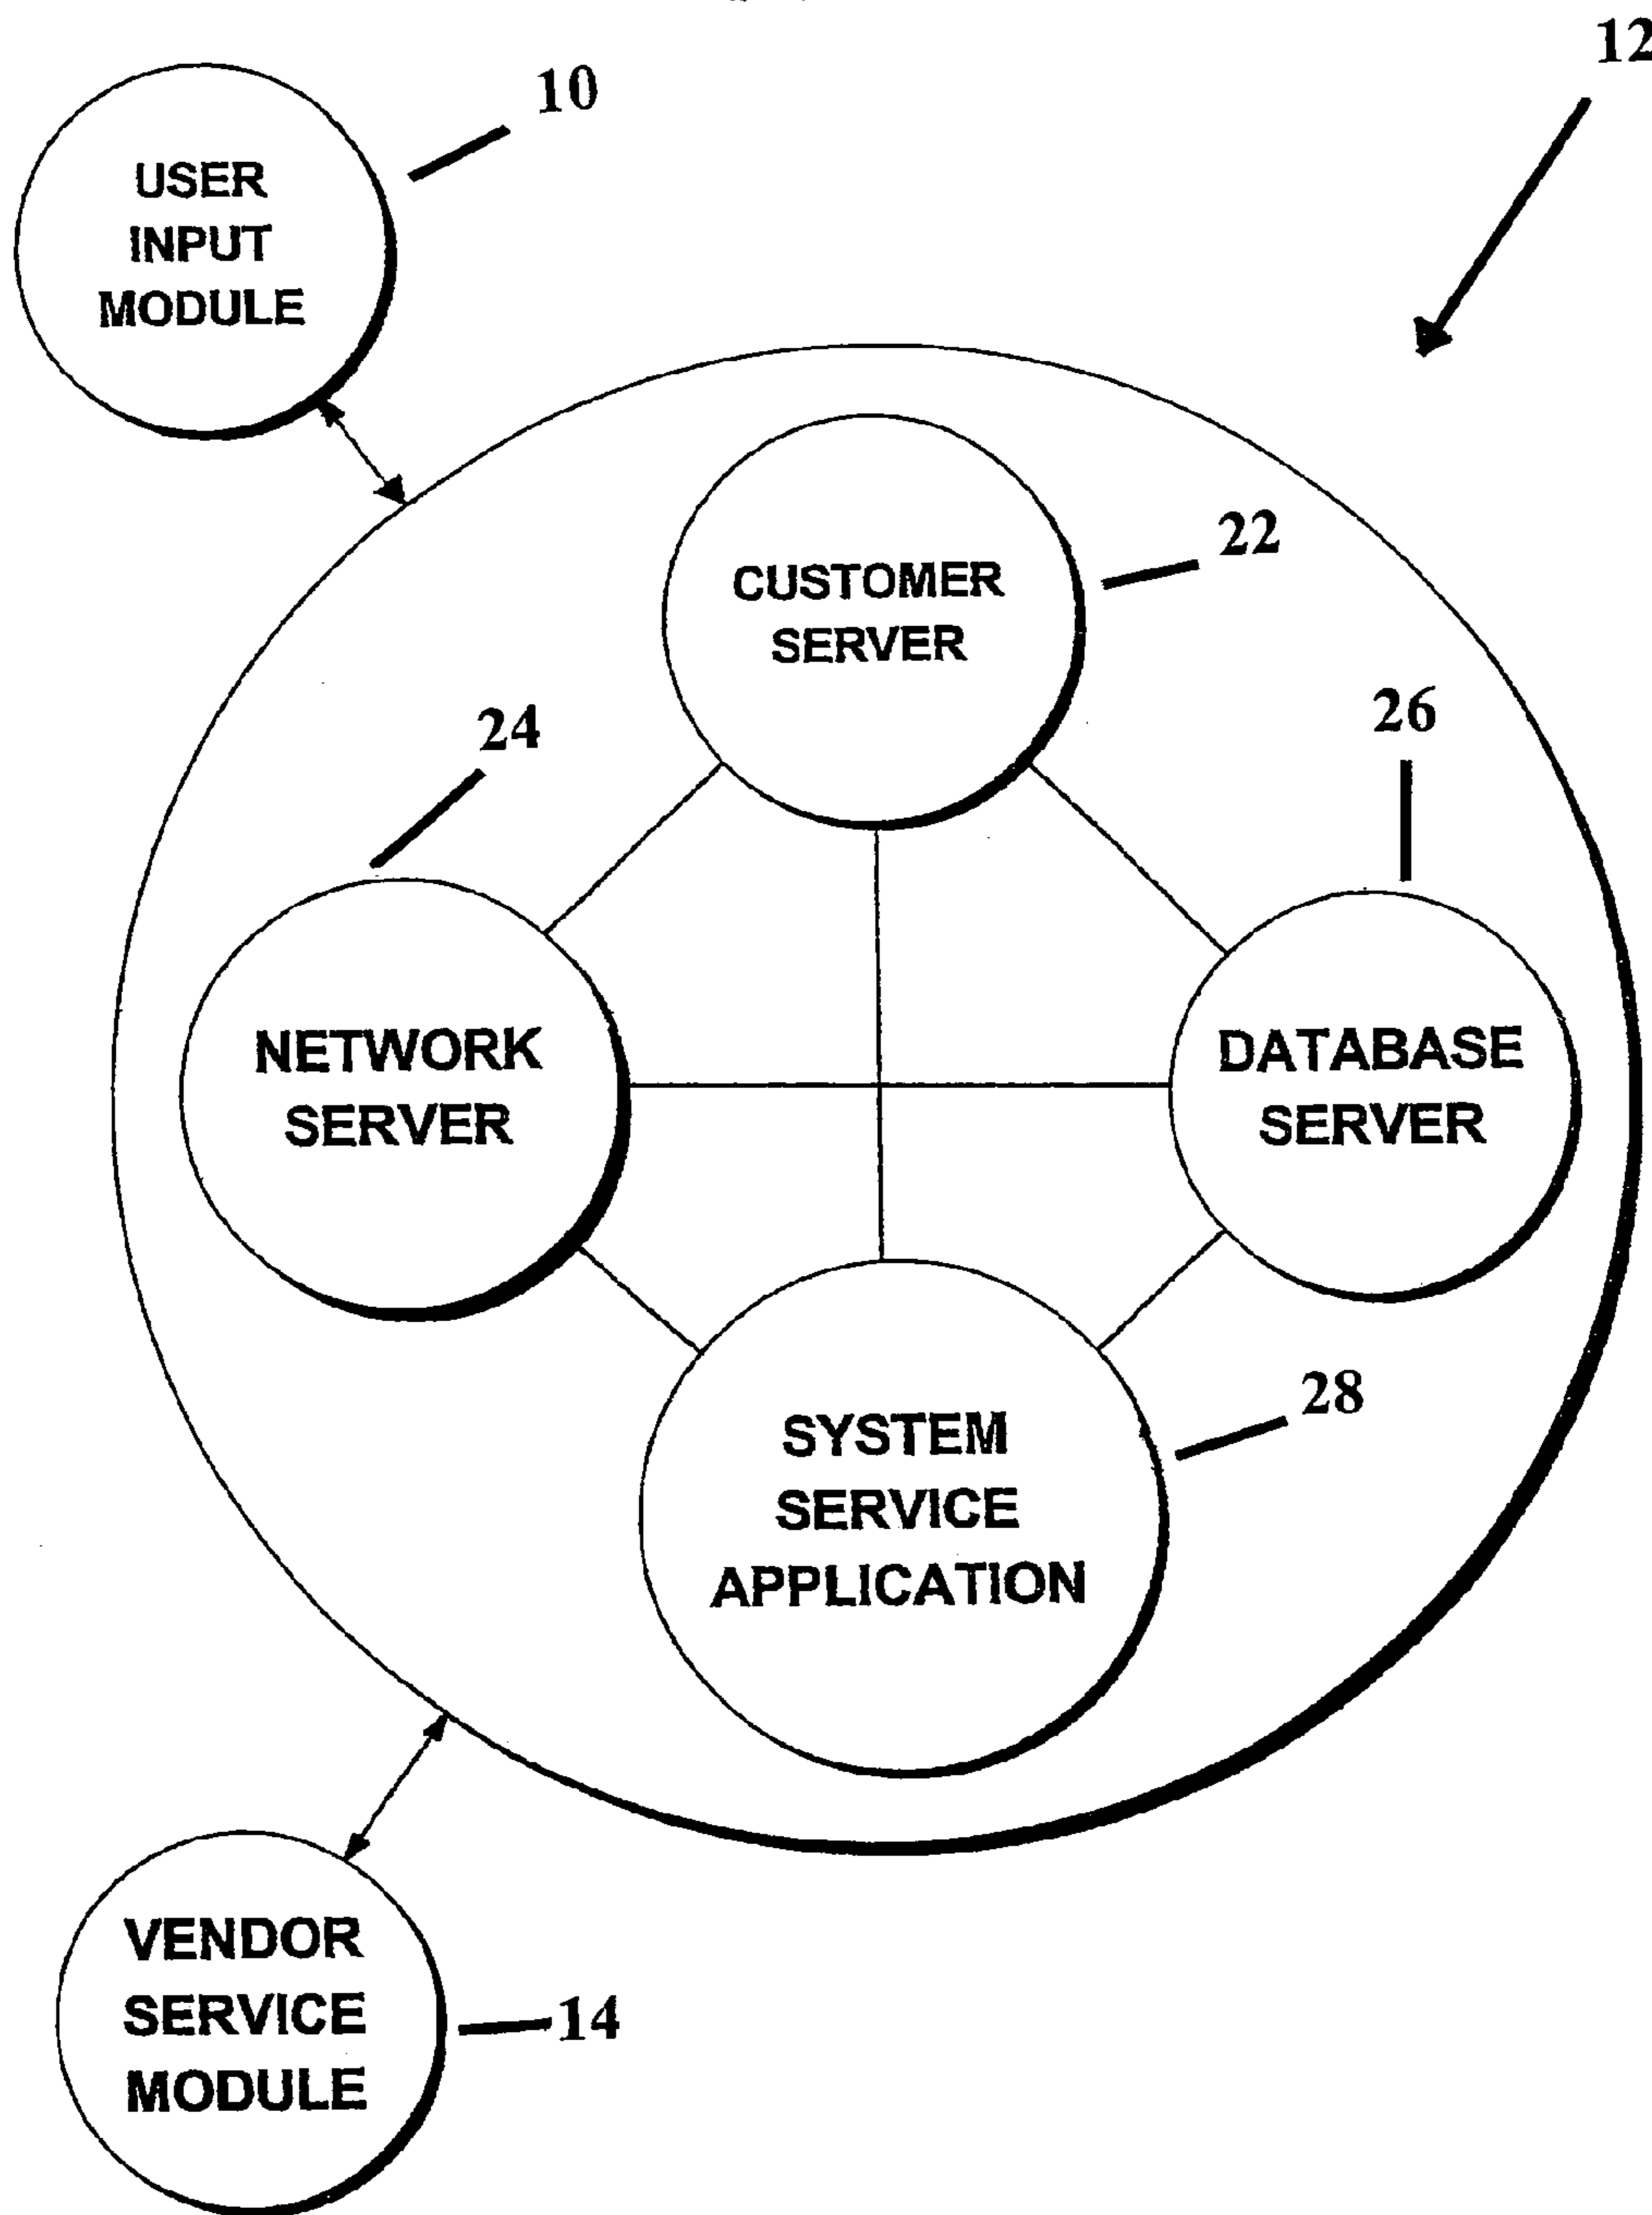 12
10
USER
INPUT
MODULE
22
CUSTOMER
SERVER
24
26
NETWORK
SERVER
DATABASE
SERVER
28
SYSTEM
SERVICE
APPLICATION
VENDOR
SERVICE
MODULE
14